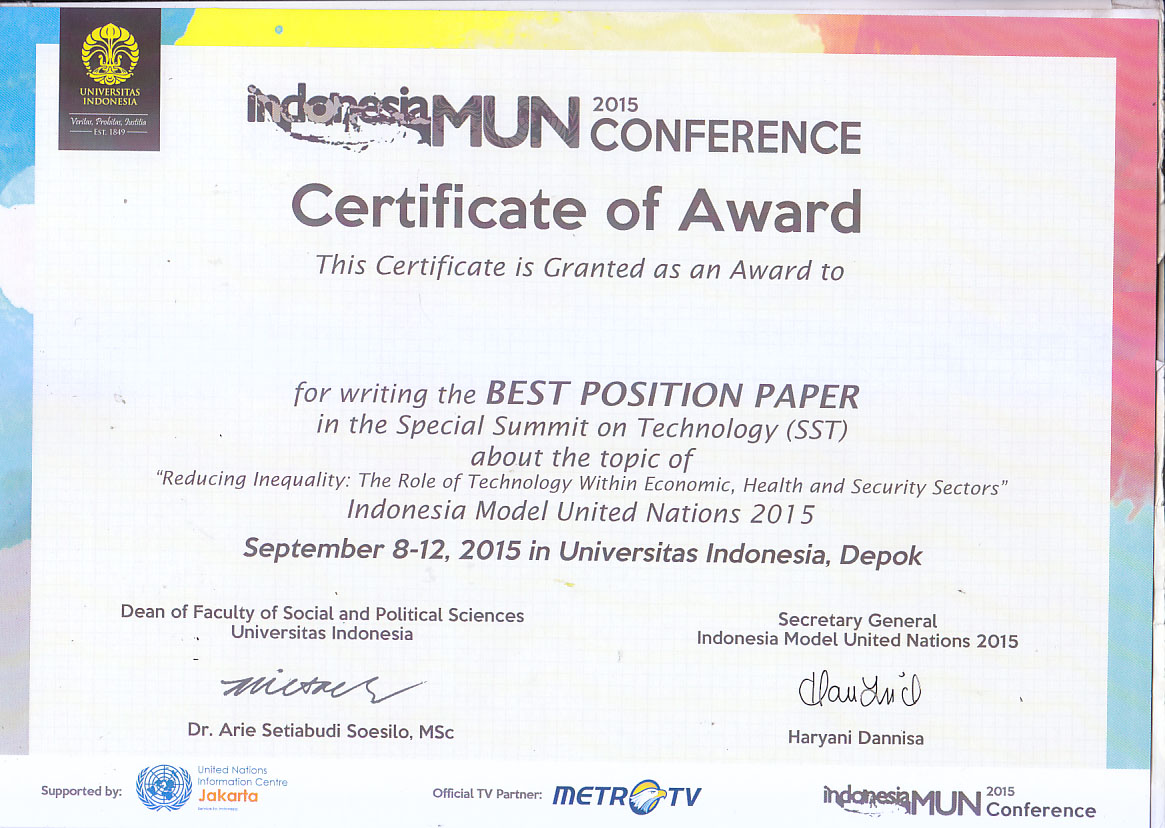 UNIVERSITAS
INDONESIA
Veritas, Probitas, Justitia
Est. 1849
indonesia MUN 2015
CONFERENCE
Certificate of Award
This Certificate is Granted as an Award to
for writing the BEST POSITION PAPER
in the Special Summit on Technology (SST)
about the topic of
“Reducing Inequality: The Role of Technology Within Economic, Health and Security Sectors”
Indonesia Model United Nations 2015
September 8-12, 2015 in Universitas Indonesia, Depok
Dean of Faculty of Social and Political Sciences
Universitas Indonesia
Secretary General
Indonesia Model United Nations 2015
Dr. Arie Setiabudi Soesilo, MSc
Haryani Dannisa
Supported by:
United Nations
Information Centre
Jakarta
Official TV Partner: METRO TV
indonesia MUN 2015
Conference